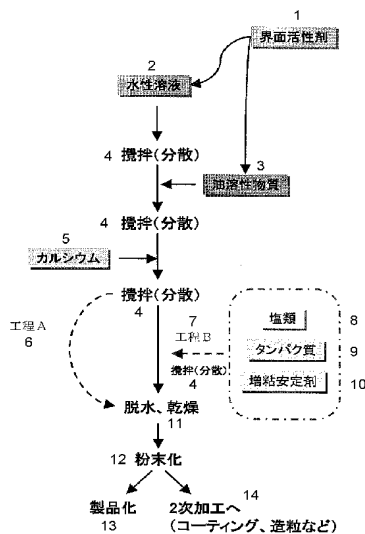 1
界面活性剤
2
水性溶液
4 攪拌(分散)
3
油溶性物質
4 攪拌(分散)
5
カルシウム
攪拌(分散)
4
工程A
6
7
工程B
攪拌(分散)
4
塩類 8
タンパク質 9
増粘安定剤 10
脱水、乾燥
11
12 粉末化
製品化
13
14
2次加工へ
(コーティング、造粒など)